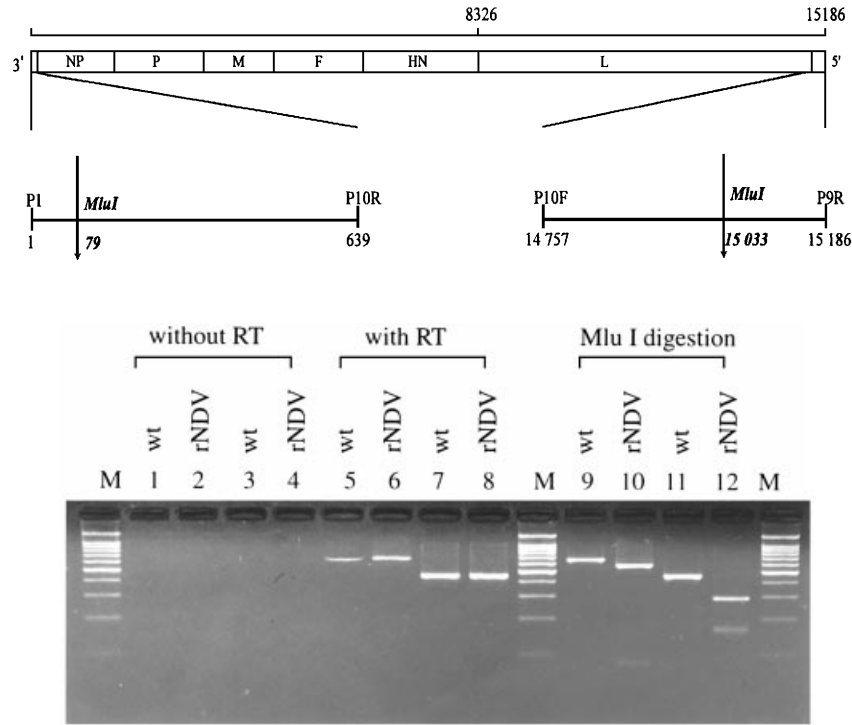 8326 15186
3' NP P M F HN L 5'
P1 MluI P10R P10F MluI P9R
1 79 639 14 757 15 033 15 186
without RT with RT Mlu I digestion
wt rNDV wt rNDV wt rNDV wt rNDV wt rNDV wt rNDV
M 1 2 3 4 5 6 7 8 M 9 10 11 12 M